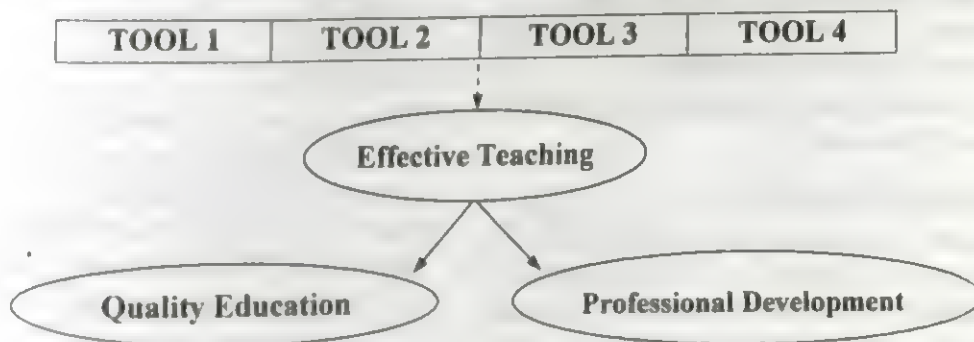 TOOL 1 TOOL 2 TOOL 3 TOOL 4
Effective Teaching
Quality Education Professional Development